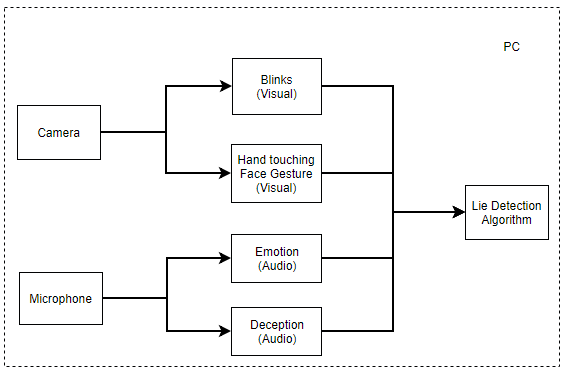 PC
Blinks
(Visual)
Camera
Hand touching
Face Gesture
(Visual)
Lie Detection
Algorithm
Emotion
(Audio)
Microphone
Deception
(Audio)